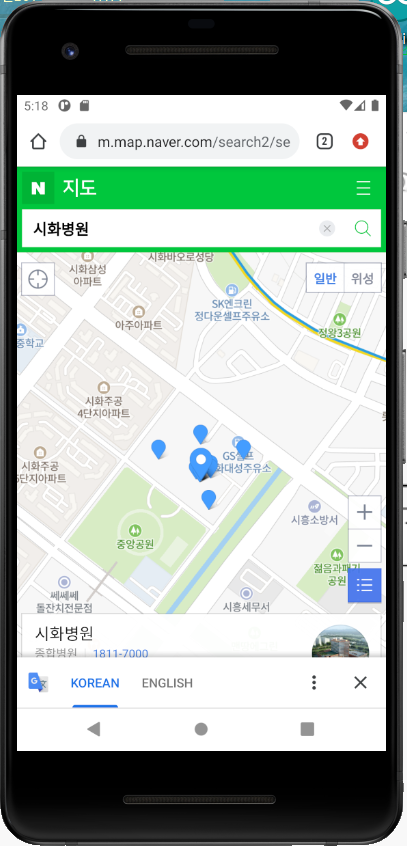 5:18
m.map.naver.com/search2/se
2
N 지도
시화병원
시화바오로성당
시화삼성
아파트
일반 위성
SK엔크린
정다운셀프주유소
아주아파트
정왕3공원
중학교
시화주공
4단지아파트
GS셀프
화대성주유소
시화주공
5단지아파트
시흥소방서
중앙공원
젊음과패기
공원
쎄쎄쎄
돌잔치전문점
시흥세무서
시화병원
종합병원 1811-7000
KOREAN ENGLISH